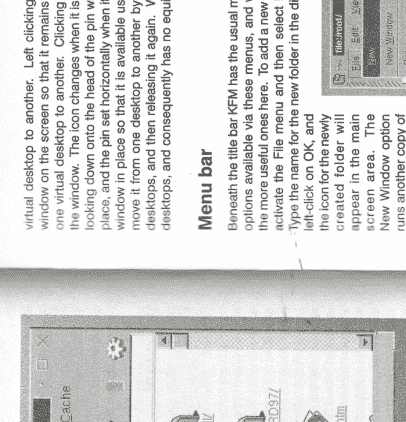 virtual desktop to another. Left clicking
window on the screen so that it remains
one virtual desktop to another. Clicking
the window. The icon changes when it is
looking down onto the head of the pin w
place, and the pin set horizontally when it
window in place so that it is available us
move it from one desktop to another by
desktops, and then releasing it again. V
desktops, and consequently has no equi
Menu bar
Beneath the title bar KFM has the usual m
options available via these menus, and
the more useful ones here. To add a new
activate the File menu and then select
Type the name for the new folder in the di
left-click on OK, and
the icon for the newly
created folder will
appear in the main
screen area. The
New Window option
runs another copy of
file:/root/
File Edit View
New
New Window
Cache
RD97/
htm